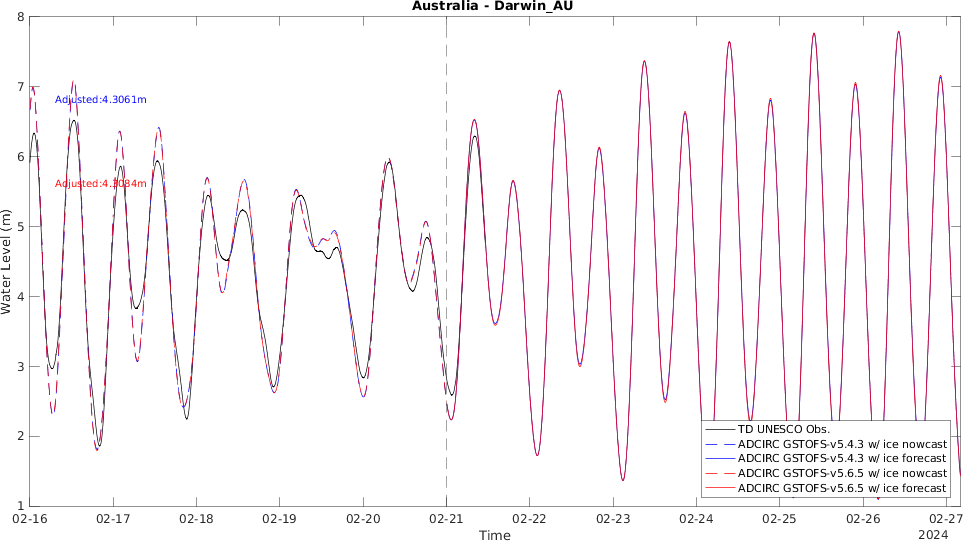 Australia - Darwin_AU
8
7
6
5
4
3
2
1
Water Level (m)
Adjusted:4.3061m
Adjusted:4.3084m
TD UNESCO Obs.
ADCIRC GSTOFS-v5.4.3 w/ ice nowcast
ADCIRC GSTOFS-v5.4.3 w/ ice forecast
ADCIRC GSTOFS-v5.6.5 w/ ice nowcast
ADCIRC GSTOFS-v5.6.5 w/ ice forecast
02-16 02-17 02-18 02-19 02-20 02-21 02-22 02-23 02-24 02-25 02-26 02-27
Time
2024